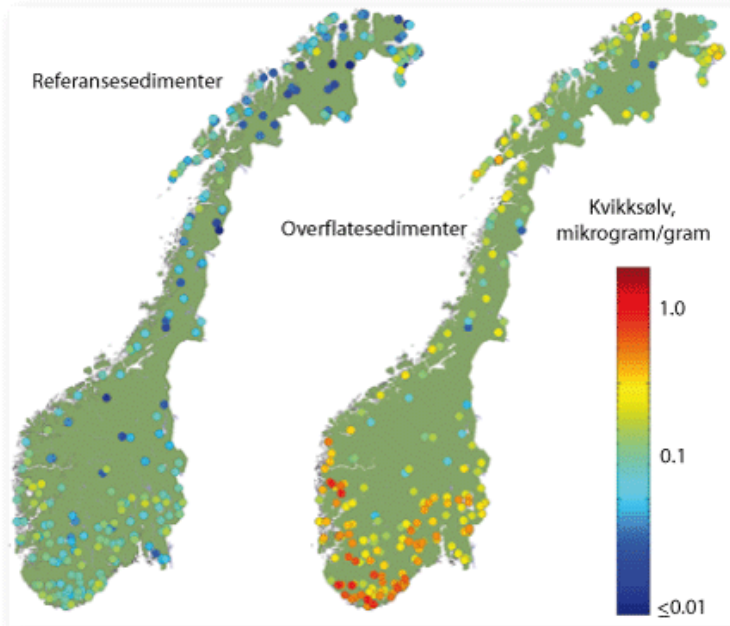 Referansesedimenter
Overflatesedimenter
Kvikksølv,
mikrogram/gram
1.0
0.1
≤0.01